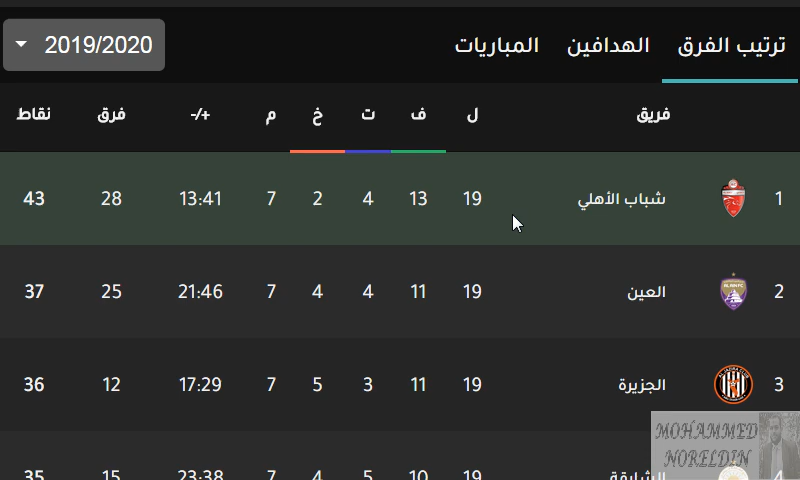 ترتيب الفرق الهدافين المباريات 2019/2020
فريق ل ف ت خ م +/- فرق نقاط
1 شباب الأهلي 19 13 4 2 7 13:41 28 43
2 العين 19 11 4 4 7 21:46 25 37
3 الجزيرة 19 11 3 5 7 17:29 12 36
4 الشارقة 19 10 5 4 7 23:38 15 35
MOHAMMED
NORELDIN